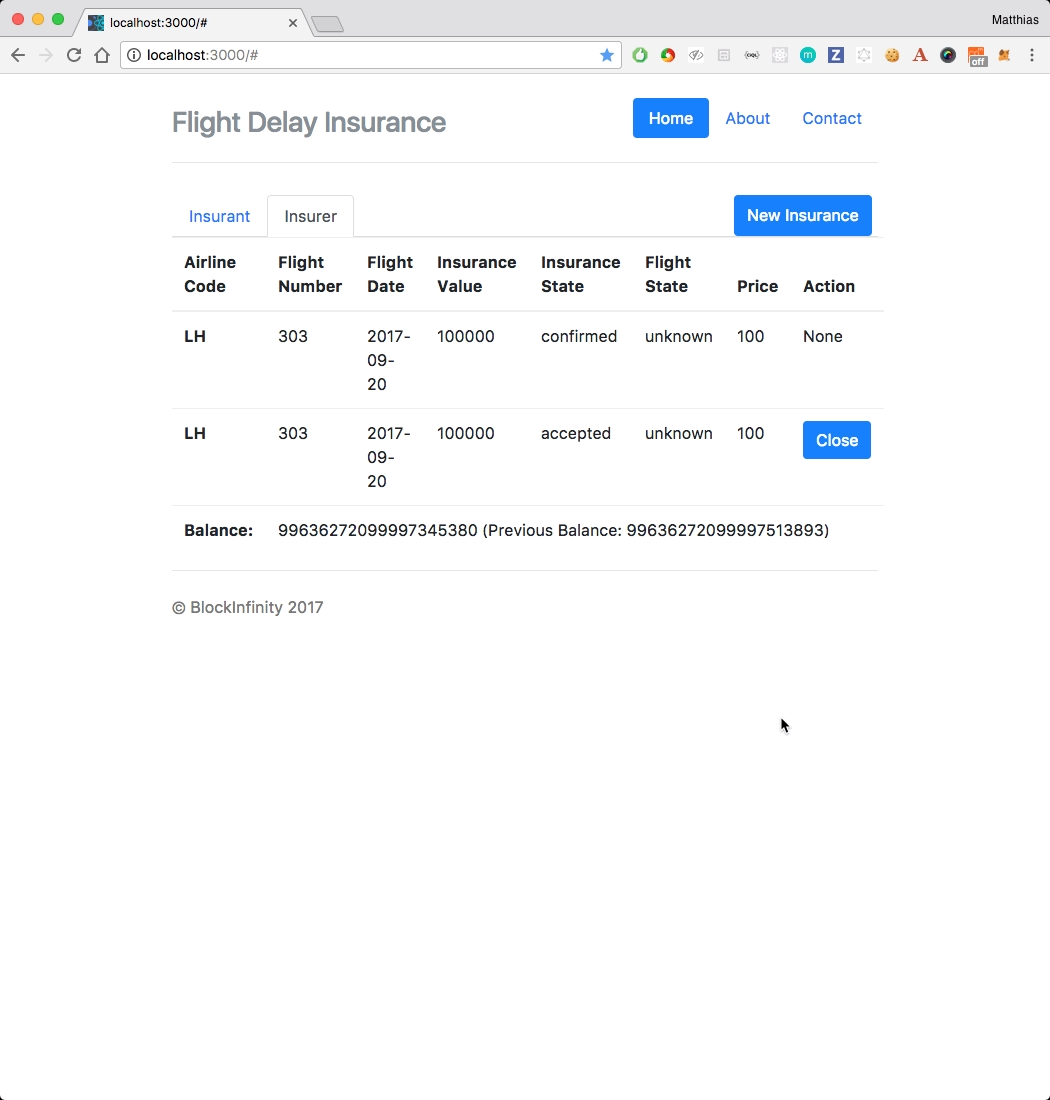 localhost:3000/#
Matthias
localhost:3000/#
off
Flight Delay Insurance
Home About Contact
Insurant Insurer New Insurance
Airline Code Flight Number Flight Date Insurance Value Insurance State Flight State Price Action
LH 303 2017-09-20 100000 confirmed unknown 100 None
LH 303 2017-09-20 100000 accepted unknown 100 Close
Balance: 99636272099997345380 (Previous Balance: 99636272099997513893)
© BlockInfinity 2017